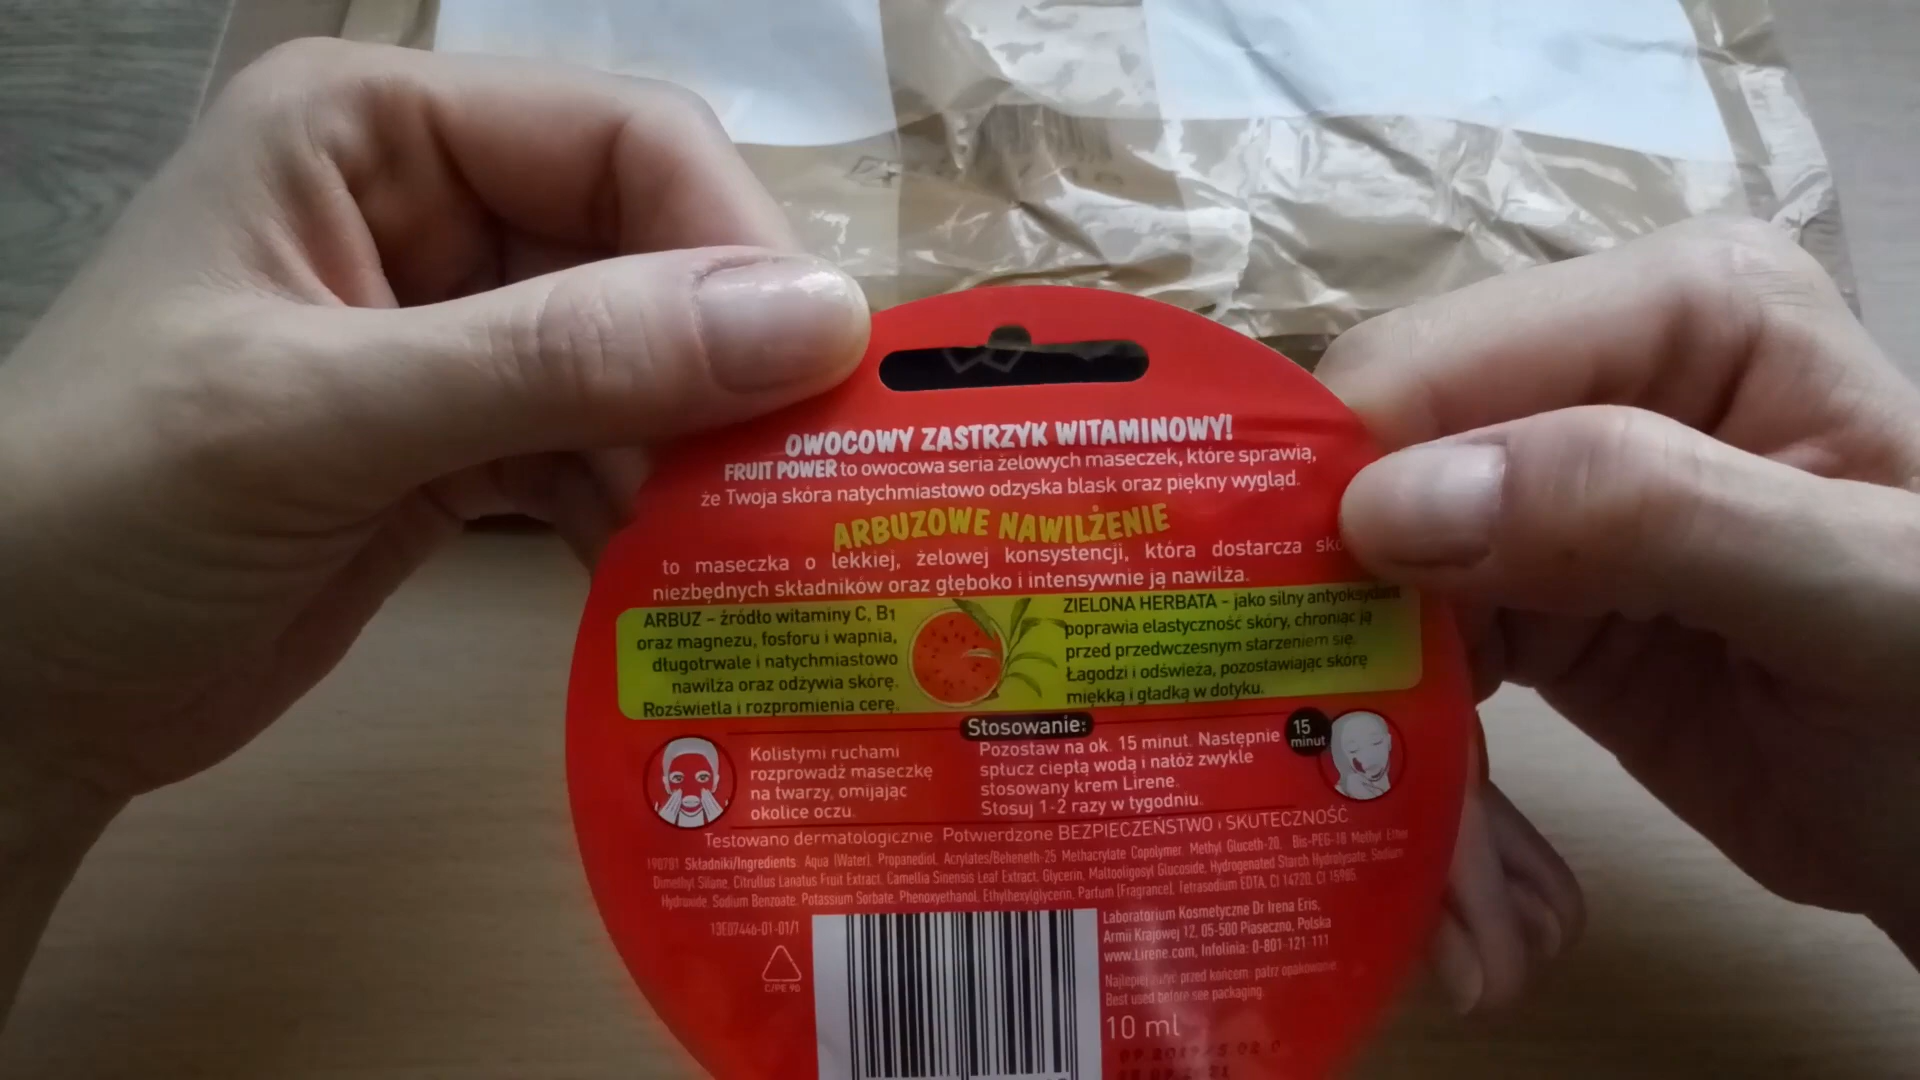 OWOCOWY ZASTRZYK WITAMINOWY!
FRUIT POWER to owocowa seria żelowych maseczek, które sprawią,
że Twoja skóra natychmiastowo odzyska blask oraz piękny wygląd.
ARBUZOWE NAWILŻENIE
to maseczka o lekkiej, żelowej konsystencji, która dostarcza
niezbędnych składników oraz głęboko i intensywnie ją nawilża.
ARBUZ - źródło witaminy C, B1
oraz magnezu, fosforu i wapnia,
długotrwale i natychmiastowo
nawilża oraz odżywia skórę.
Rozświetla i rozpromienia cerę.
ZIELONA HERBATA - jako silny antyoksydant
poprawia elastyczność skóry, chroniąc ją
przed przedwczesnym starzeniem się.
Łagodzi i odświeża, pozostawiając skórę
miękką i gładką w dotyku.
Stosowanie:
Kolistymi ruchami
rozprowadź maseczkę
na twarzy, omijając
okolice oczu.
Pozostaw na ok. 15 minut. Następnie
spłucz ciepłą wodą i nałóż zwykle
stosowany krem Lirene.
Stosuj 1-2 razy w tygodniu.
15
minut
Testowano dermatologicznie. Potwierdzone BEZPIECZEŃSTWO i SKUTECZNOŚĆ.
190781 Składniki/Ingredients: Aqua (Water), Propanediol, Acrylates/Beheneth-25 Methacrylate Copolymer, Methyl Gluceth-20, Bis-PEG-18 Methyl Ether
Dimethyl Silane, Citrullus Lanatus Fruit Extract, Camellia Sinensis Leaf Extract, Glycerin, Maltooligosyl Glucoside, Hydrogenated Starch Hydrolysate, Sodium
Hydroxide, Sodium Benzoate, Potassium Sorbate, Phenoxyethanol, Ethylhexylglycerin, Parfum (Fragrance), Tetrasodium EDTA, CI 14720, CI 15985.
13E07446-01-01/1
C/PE 90
Laboratorium Kosmetyczne Dr Irena Eris,
Armii Krajowej 12, 05-500 Piaseczno, Polska
www.Lirene.com, Infolinia: 0-801-121-111
Najlepiej zużyć przed końcem: patrz opakowanie.
Best used before see packaging.
10 ml